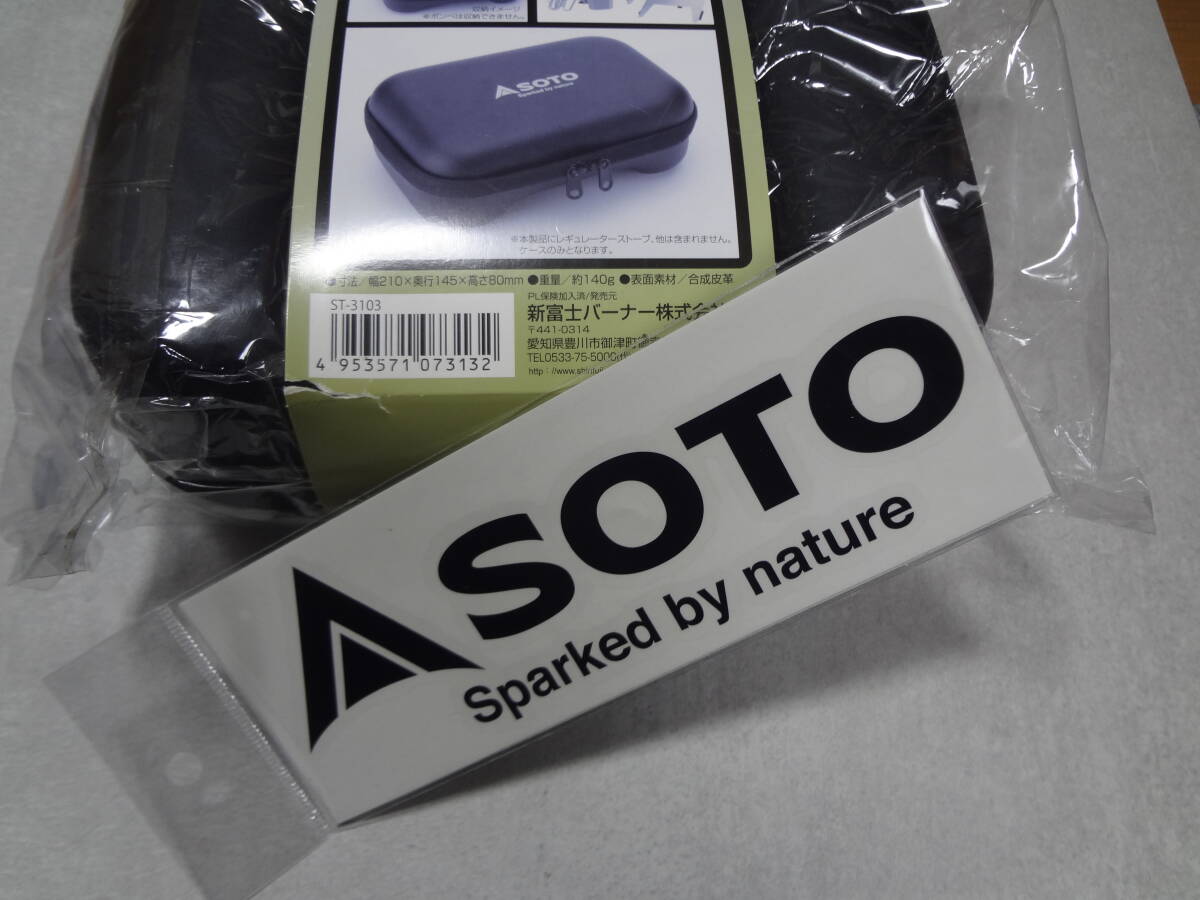 収納イメージ
※ボンベは収納できません。
SOTO
Sparked by nature
※本製品にレギュレーターストーブ、他は含まれません。
ケースのみとなります。
寸法／幅210×奥行145×高さ80mm ●重量／約140g ●表面素材／合成皮革
ST-3103
4 953571 073132
PL保険加入済/発売元
新富士バーナー株式会
〒441-0314
愛知県豊川市御津町御
TEL0533-75-5000(代
http://www.shinfuji
SOTO
Sparked by nature